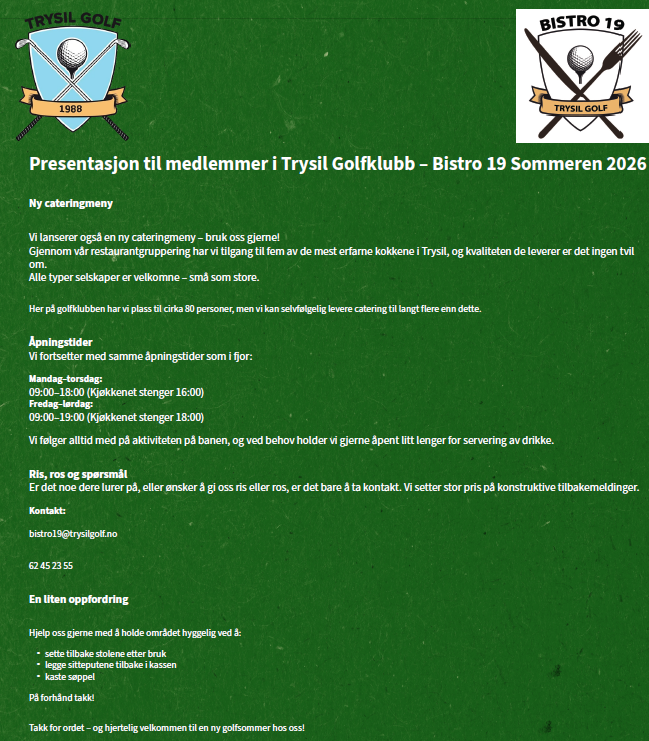 TRYSIL GOLF
1988
BISTRO 19
TRYSIL GOLF
Presentasjon til medlemmer i Trysil Golfklubb – Bistro 19 Sommeren 2026
Ny cateringmeny
Vi lanserer også en ny cateringmeny – bruk oss gjerne!
Gjennom vår restaurantgruppering har vi tilgang til fem av de mest erfarne kokkene i Trysil, og kvaliteten de leverer er det ingen tvil
om.
Alle typer selskaper er velkomne – små som store.
Her på golfklubben har vi plass til cirka 80 personer, men vi kan selvfølgelig levere catering til langt flere enn dette.
Åpningstider
Vi fortsetter med samme åpningstider som i fjor:
Mandag–torsdag:
09:00–18:00 (Kjøkkenet stenger 16:00)
Fredag–lørdag:
09:00–19:00 (Kjøkkenet stenger 18:00)
Vi følger alltid med på aktiviteten på banen, og ved behov holder vi gjerne åpent litt lenger for servering av drikke.
Ris, ros og spørsmål
Er det noe dere lurer på, eller ønsker å gi oss ris eller ros, er det bare å ta kontakt. Vi setter stor pris på konstruktive tilbakemeldinger.
Kontakt:
bistro19@trysilgolf.no
62 45 23 55
En liten oppfordring
Hjelp oss gjerne med å holde området hyggelig ved å:
- sette tilbake stolene etter bruk
- legge sitteputene tilbake i kassen
- kaste søppel
På forhånd takk!
Takk for ordet – og hjertelig velkommen til en ny golfsommer hos oss!